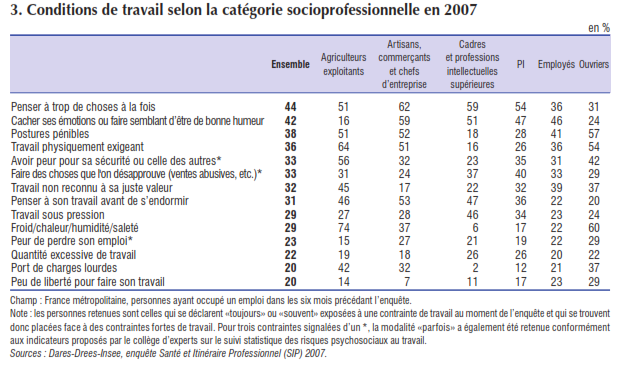 3. Conditions de travail selon la catégorie socioprofessionnelle en 2007
en %
Ensemble Agriculteurs exploitants Artisans, commerçants et chefs d'entreprise Cadres et professions intellectuelles supérieures PI Employés Ouvriers
Penser à trop de choses à la fois 44 51 62 59 54 36 31
Cacher ses émotions ou faire semblant d'être de bonne humeur 42 16 59 51 47 46 24
Postures pénibles 38 51 52 18 28 41 57
Travail physiquement exigeant 36 64 51 16 26 36 54
Avoir peur pour sa sécurité ou celle des autres* 33 56 32 23 35 31 42
Faire des choses que l'on désapprouve (ventes abusives, etc.)* 33 31 24 37 40 33 29
Travail non reconnu à sa juste valeur 32 45 17 22 32 39 37
Penser à son travail avant de s'endormir 31 46 53 47 36 22 20
Travail sous pression 29 27 28 46 34 23 24
Froid/chaleur/humidité/saleté 29 74 37 6 17 22 60
Peur de perdre son emploi* 23 15 27 21 19 22 29
Quantité excessive de travail 22 19 18 26 26 20 22
Port de charges lourdes 20 42 32 2 12 21 37
Peu de liberté pour faire son travail 20 14 7 11 17 23 29
Champ : France métropolitaine, personnes ayant occupé un emploi dans les six mois précédant l'enquête.
Note : les personnes retenues sont celles qui se déclarent «toujours» ou «souvent» exposées à une contrainte de travail au moment de l'enquête et qui se trouvent
donc placées face à des contraintes fortes de travail. Pour trois contraintes signalées d'un *, la modalité «parfois» a également été retenue conformément
aux indicateurs proposés par le collège d'experts sur le suivi statistique des risques psychosociaux au travail.
Sources : Dares-Drees-Insee, enquête Santé et Itinéraire Professionnel (SIP) 2007.